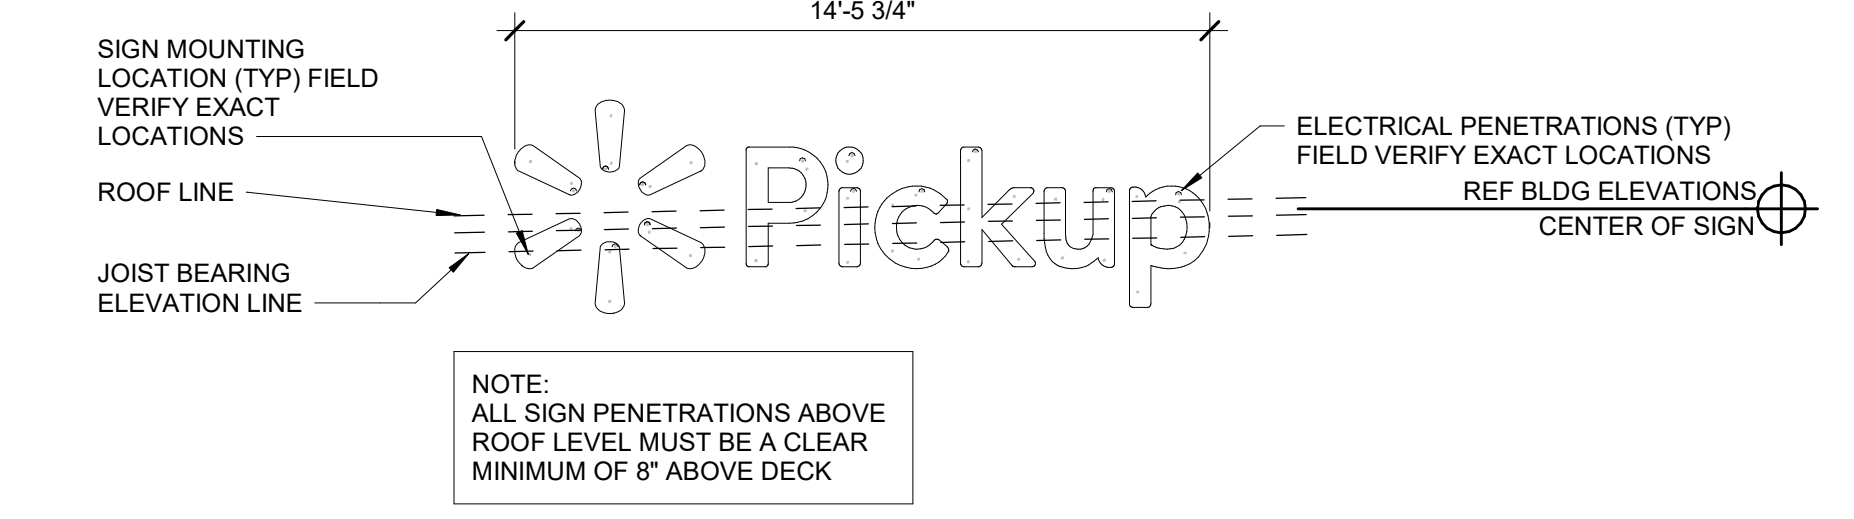 14'-5 3/4"
SIGN MOUNTING
LOCATION (TYP) FIELD
VERIFY EXACT
LOCATIONS
ROOF LINE
JOIST BEARING
ELEVATION LINE
Pickup
ELECTRICAL PENETRATIONS (TYP)
FIELD VERIFY EXACT LOCATIONS
REF BLDG ELEVATIONS
CENTER OF SIGN
NOTE:
ALL SIGN PENETRATIONS ABOVE
ROOF LEVEL MUST BE A CLEAR
MINIMUM OF 8" ABOVE DECK